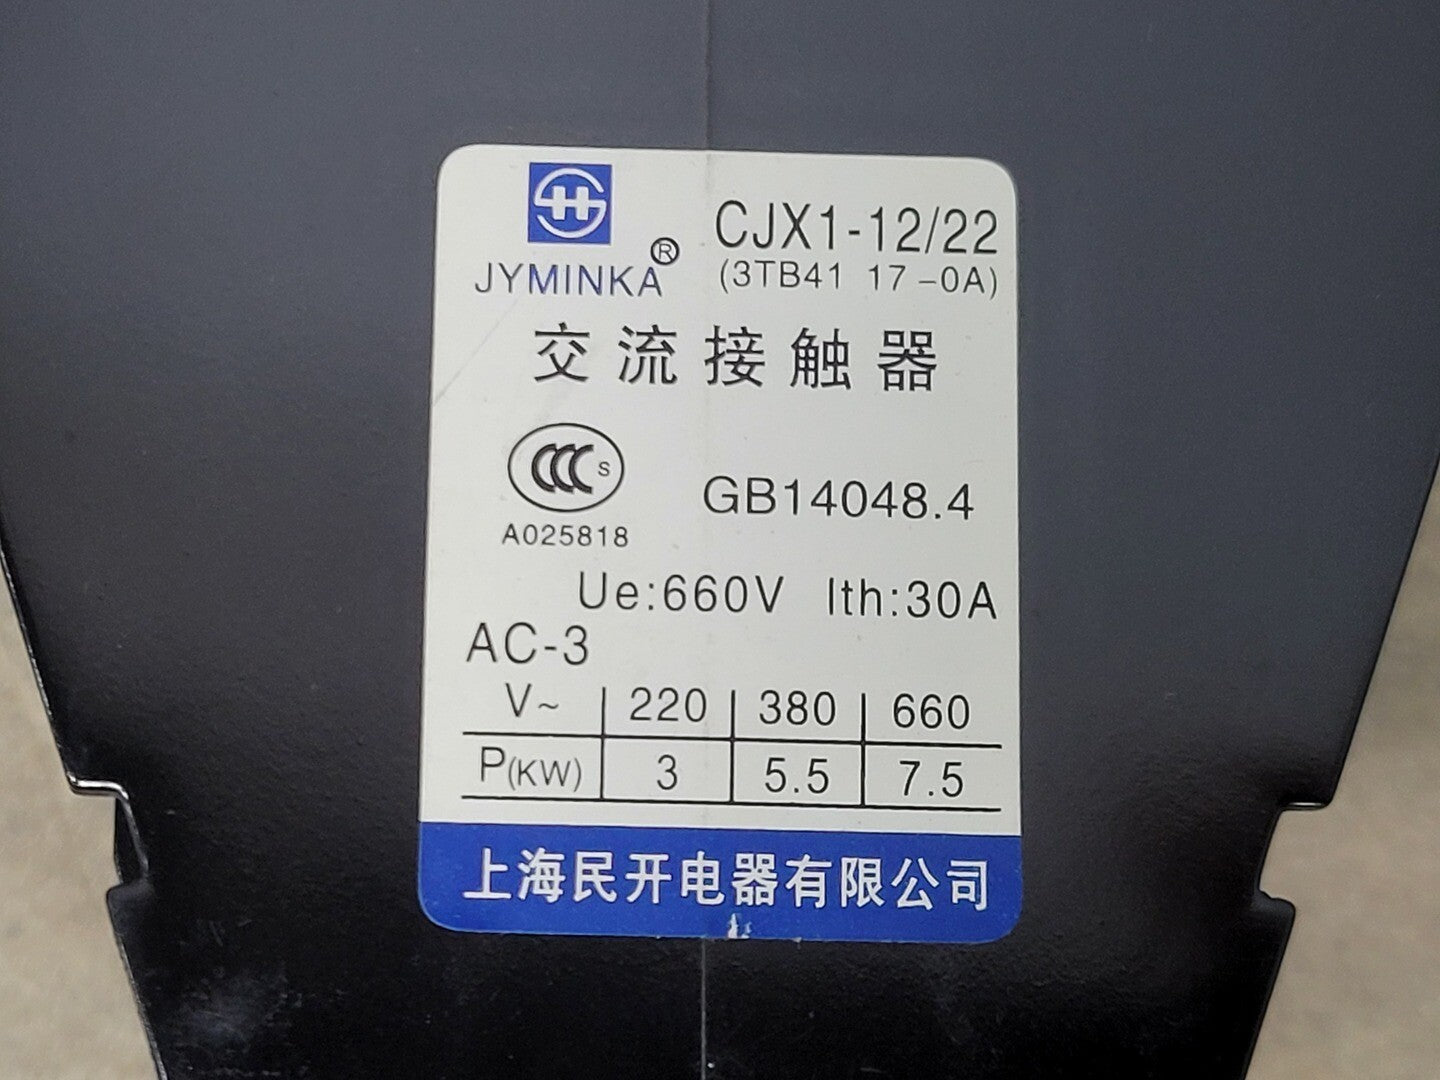 CJX1-12/22
JYMINKA®
(3TB41 17-0A)
交流接触器
CCC S
A025818
GB14048.4
Ue:660V Ith:30A
AC-3
V~ 220 380 660
P(KW) 3 5.5 7.5
上海民开电器有限公司